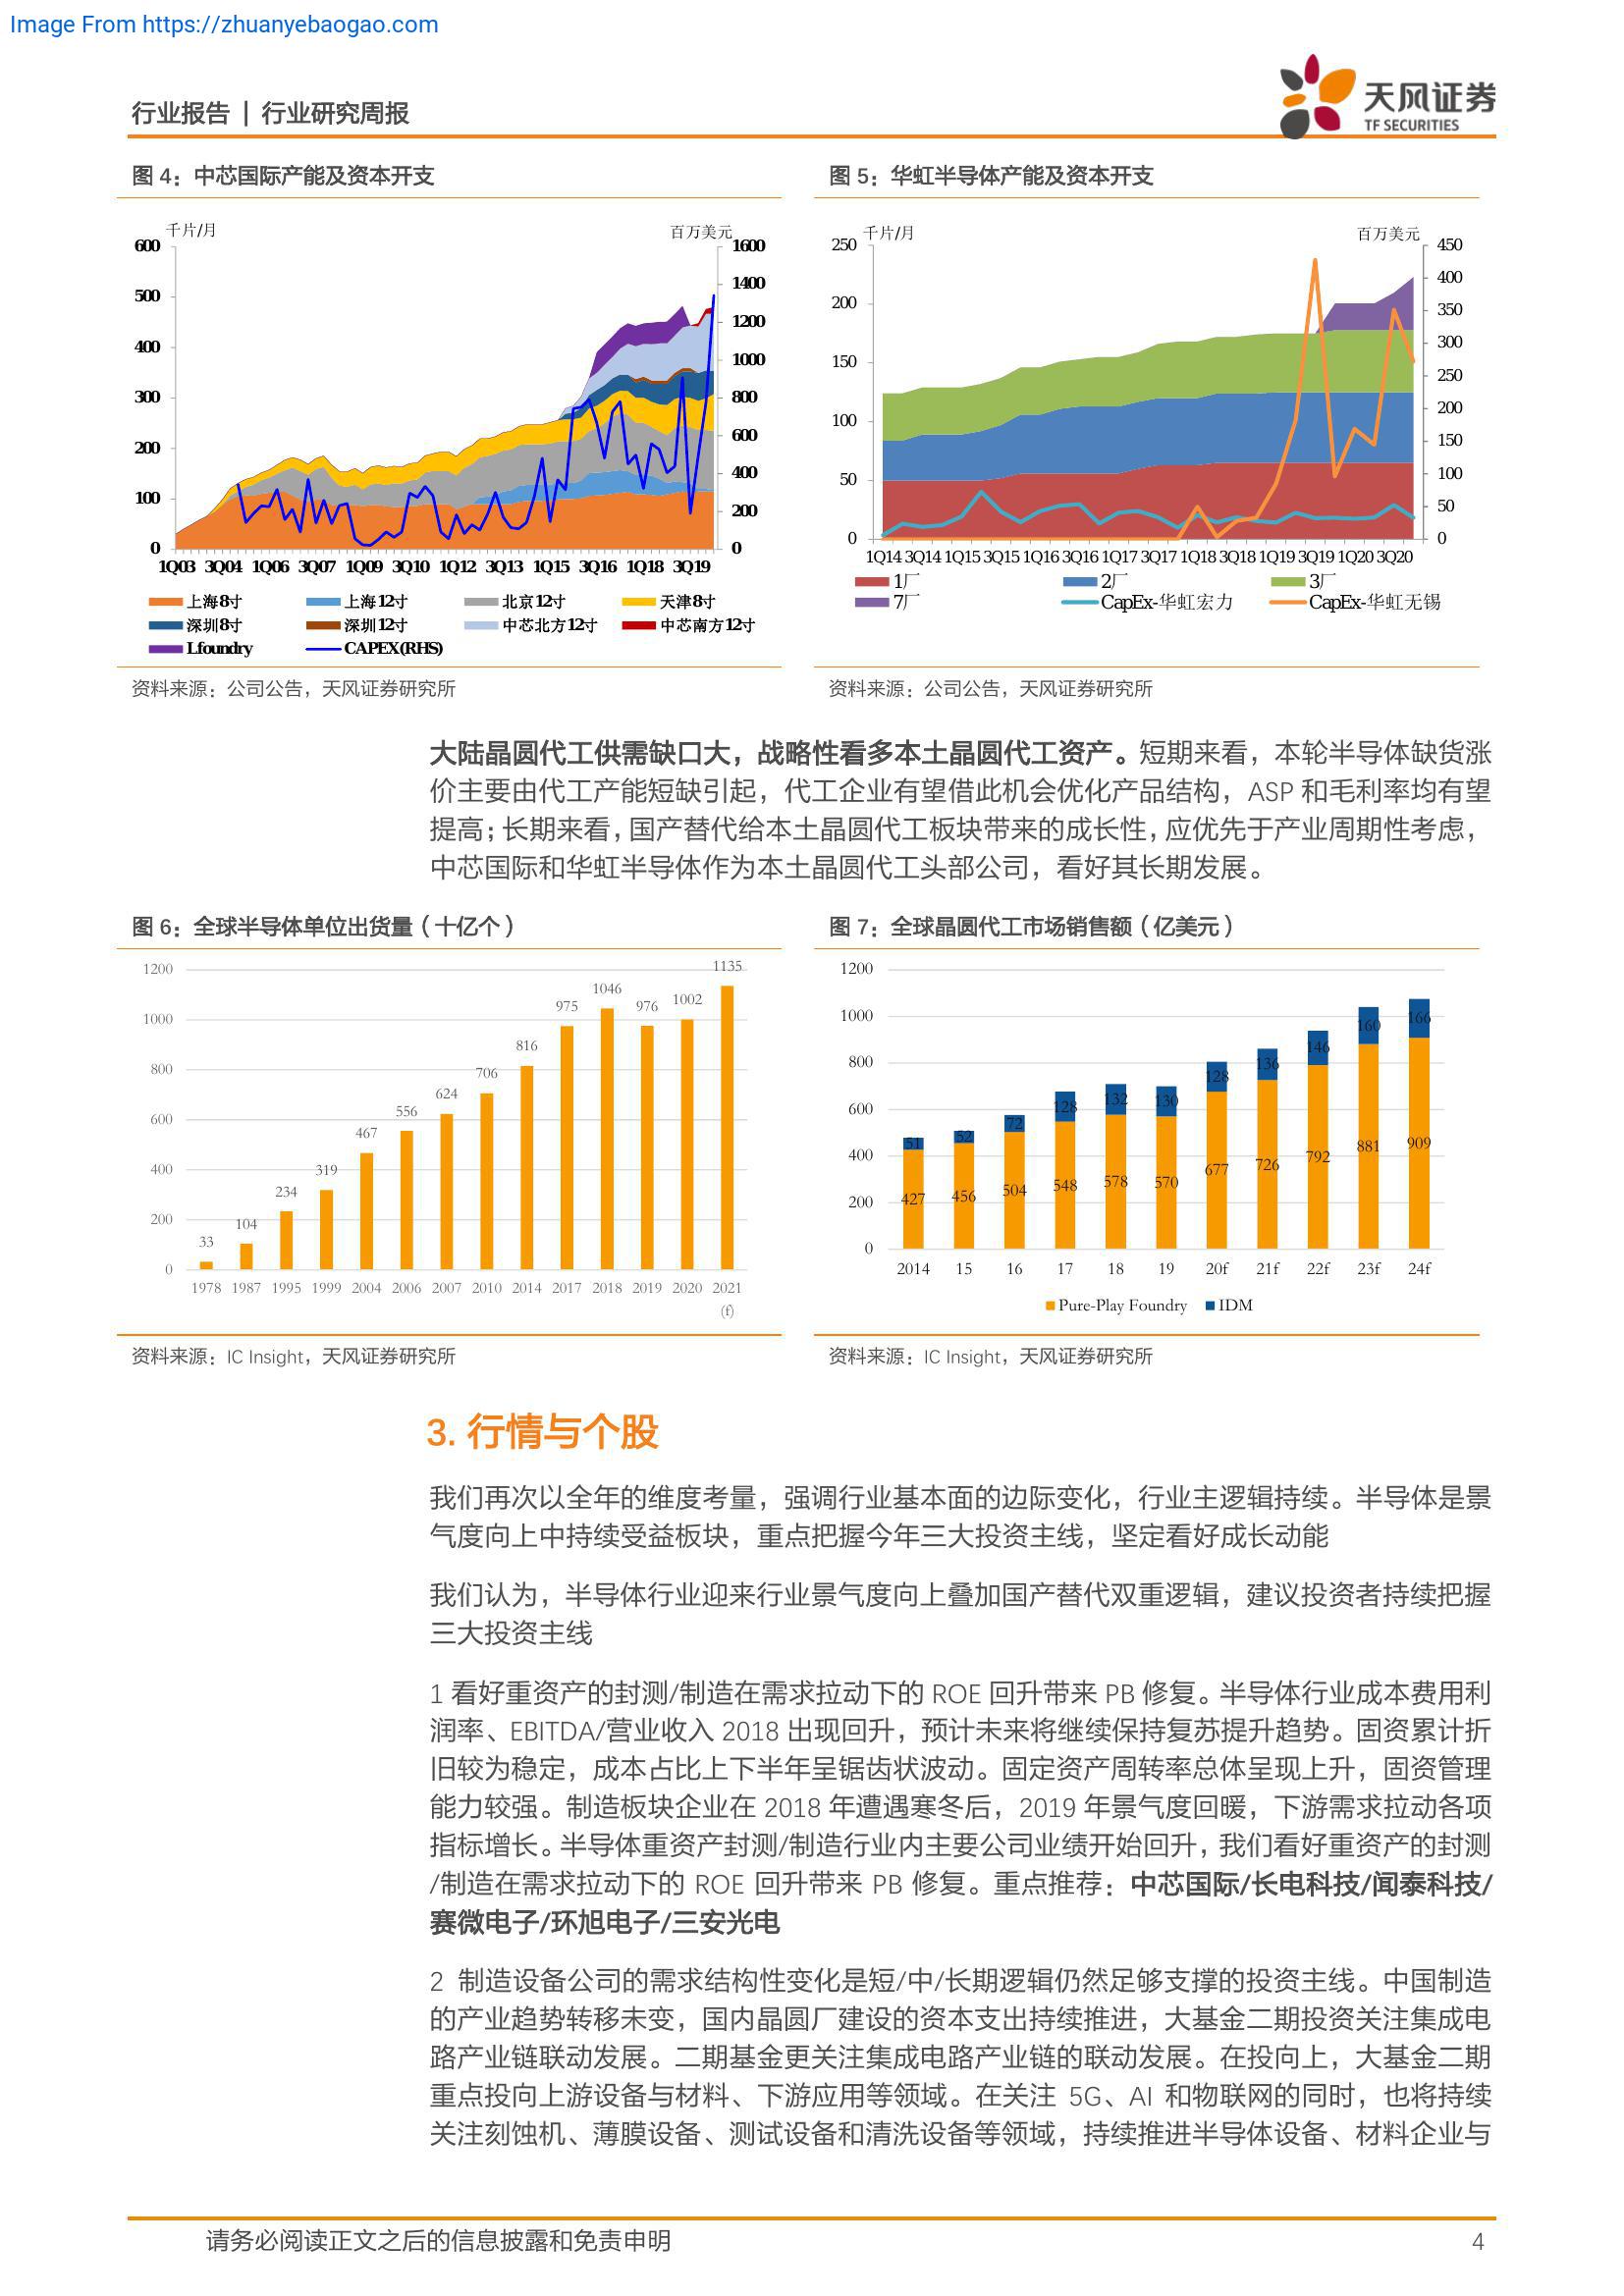 Image From https://zhuanyebaogao.com
行业报告 | 行业研究周报
天风证券
TF SECURITIES
图 4：中芯国际产能及资本开支
千片/月
百万美元
600
500
400
300
200
100
0
1600
1400
1200
1000
800
600
400
200
0
1Q03 3Q04 1Q06 3Q07 1Q09 3Q10 1Q12 3Q13 1Q15 3Q16 1Q18 3Q19
上海8寸 上海12寸 北京12寸 天津8寸
深圳8寸 深圳12寸 中芯北方12寸 中芯南方12寸
Lfoundry CAPEX(RHS)
资料来源：公司公告，天风证券研究所
图 5：华虹半导体产能及资本开支
千片/月
百万美元
250
200
150
100
50
0
450
400
350
300
250
200
150
100
50
0
1Q14 3Q14 1Q15 3Q15 1Q16 3Q16 1Q17 3Q17 1Q18 3Q18 1Q19 3Q19 1Q20 3Q20
1厂 2厂 3厂
7厂 CapEx-华虹宏力 CapEx-华虹无锡
资料来源：公司公告，天风证券研究所
大陆晶圆代工供需缺口大，战略性看多本土晶圆代工资产。短期来看，本轮半导体缺货涨
价主要由代工产能短缺引起，代工企业有望借此机会优化产品结构，ASP 和毛利率均有望
提高；长期来看，国产替代给本土晶圆代工板块带来的成长性，应优先于产业周期性考虑，
中芯国际和华虹半导体作为本土晶圆代工头部公司，看好其长期发展。
图 6：全球半导体单位出货量（十亿个）
1200
1000
800
600
400
200
0
33 104 234 319 467 556 624 706 816 975 1046 976 1002 1135
1978 1987 1995 1999 2004 2006 2007 2010 2014 2017 2018 2019 2020 2021
(f)
资料来源：IC Insight，天风证券研究所
图 7：全球晶圆代工市场销售额（亿美元）
1200
1000
800
600
400
200
0
51 52 72 128 132 130 128 136 146 160 166
427 456 504 548 578 570 677 726 792 881 909
2014 15 16 17 18 19 20f 21f 22f 23f 24f
Pure-Play Foundry IDM
资料来源：IC Insight，天风证券研究所
3. 行情与个股
我们再次以全年的维度考量，强调行业基本面的边际变化，行业主逻辑持续。半导体是景
气度向上中持续受益板块，重点把握今年三大投资主线，坚定看好成长动能
我们认为，半导体行业迎来行业景气度向上叠加国产替代双重逻辑，建议投资者持续把握
三大投资主线
1 看好重资产的封测/制造在需求拉动下的 ROE 回升带来 PB 修复。半导体行业成本费用利
润率、EBITDA/营业收入 2018 出现回升，预计未来将继续保持复苏提升趋势。固资累计折
旧较为稳定，成本占比上下半年呈锯齿状波动。固定资产周转率总体呈现上升，固资管理
能力较强。制造板块企业在 2018 年遭遇寒冬后，2019 年景气度回暖，下游需求拉动各项
指标增长。半导体重资产封测/制造行业内主要公司业绩开始回升，我们看好重资产的封测
/制造在需求拉动下的 ROE 回升带来 PB 修复。重点推荐：中芯国际/长电科技/闻泰科技/
赛微电子/环旭电子/三安光电
2 制造设备公司的需求结构性变化是短/中/长期逻辑仍然足够支撑的投资主线。中国制造
的产业趋势转移未变，国内晶圆厂建设的资本支出持续推进，大基金二期投资关注集成电
路产业链联动发展。二期基金更关注集成电路产业链的联动发展。在投向上，大基金二期
重点投向上游设备与材料、下游应用等领域。在关注 5G、AI 和物联网的同时，也将持续
关注刻蚀机、薄膜设备、测试设备和清洗设备等领域，持续推进半导体设备、材料企业与
请务必阅读正文之后的信息披露和免责申明
4